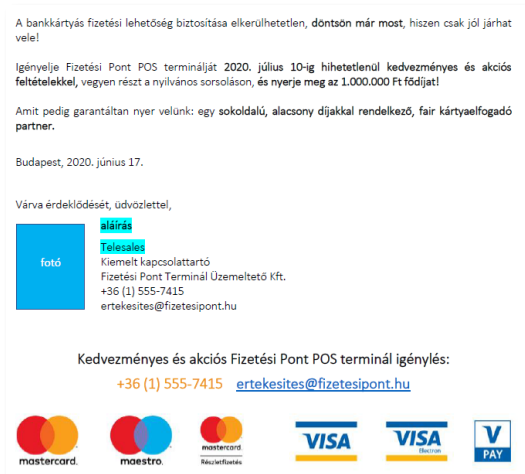 A bankkártyás fizetési lehetőség biztosítása elkerülhetetlen, döntsön már most, hiszen csak jól járhat
vele!
Igényelje Fizetési Pont POS terminálját 2020. július 10-ig hihetetlenül kedvezményes és akciós
feltételekkel, vegyen részt a nyilvános sorsoláson, és nyerje meg az 1.000.000 Ft fődíjat!
Amit pedig garantáltan nyer velünk: egy sokoldalú, alacsony díjakkal rendelkező, fair kártyaelfogadó
partner.
Budapest, 2020. június 17.
Várva érdeklődését, üdvözlettel,
fotó
aláírás
Telesales
Kiemelt kapcsolattartó
Fizetési Pont Terminál Üzemeltető Kft.
+36 (1) 555-7415
ertekesites@fizetesipont.hu
Kedvezményes és akciós Fizetési Pont POS terminál igénylés:
+36 (1) 555-7415 ertekesites@fizetesipont.hu
mastercard.
maestro.
mastercard.
Részletfizetés
VISA
VISA
Electron
V
PAY